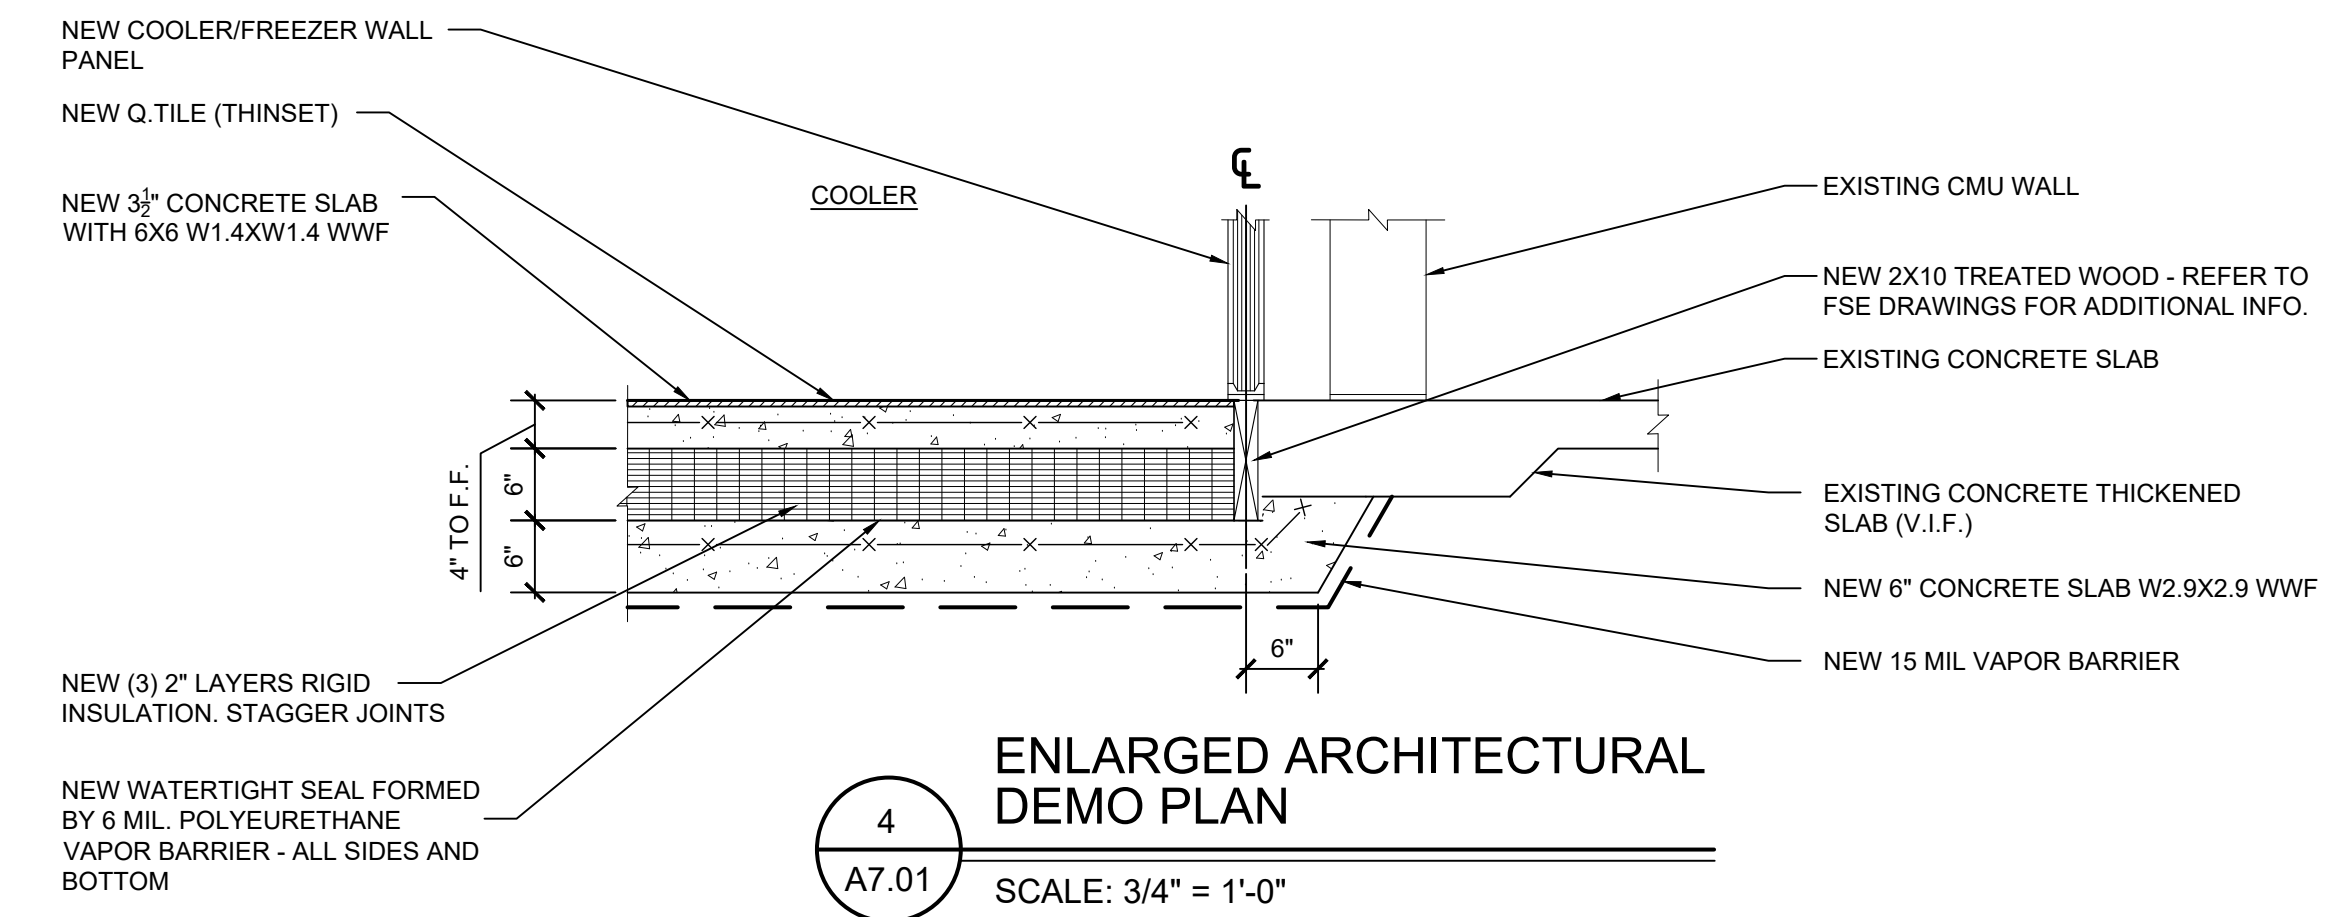 NEW COOLER/FREEZER WALL
PANEL
NEW Q.TILE (THINSET)
NEW 3½" CONCRETE SLAB
WITH 6X6 W1.4XW1.4 WWF
COOLER
℄
EXISTING CMU WALL
NEW 2X10 TREATED WOOD - REFER TO
FSE DRAWINGS FOR ADDITIONAL INFO.
EXISTING CONCRETE SLAB
4" TO F.F.
6"
6"
EXISTING CONCRETE THICKENED
SLAB (V.I.F.)
NEW 6" CONCRETE SLAB W2.9X2.9 WWF
6"
NEW 15 MIL VAPOR BARRIER
NEW (3) 2" LAYERS RIGID
INSULATION. STAGGER JOINTS
NEW WATERTIGHT SEAL FORMED
BY 6 MIL. POLYEURETHANE
VAPOR BARRIER - ALL SIDES AND
BOTTOM
4
A7.01
ENLARGED ARCHITECTURAL
DEMO PLAN
SCALE: 3/4" = 1'-0"